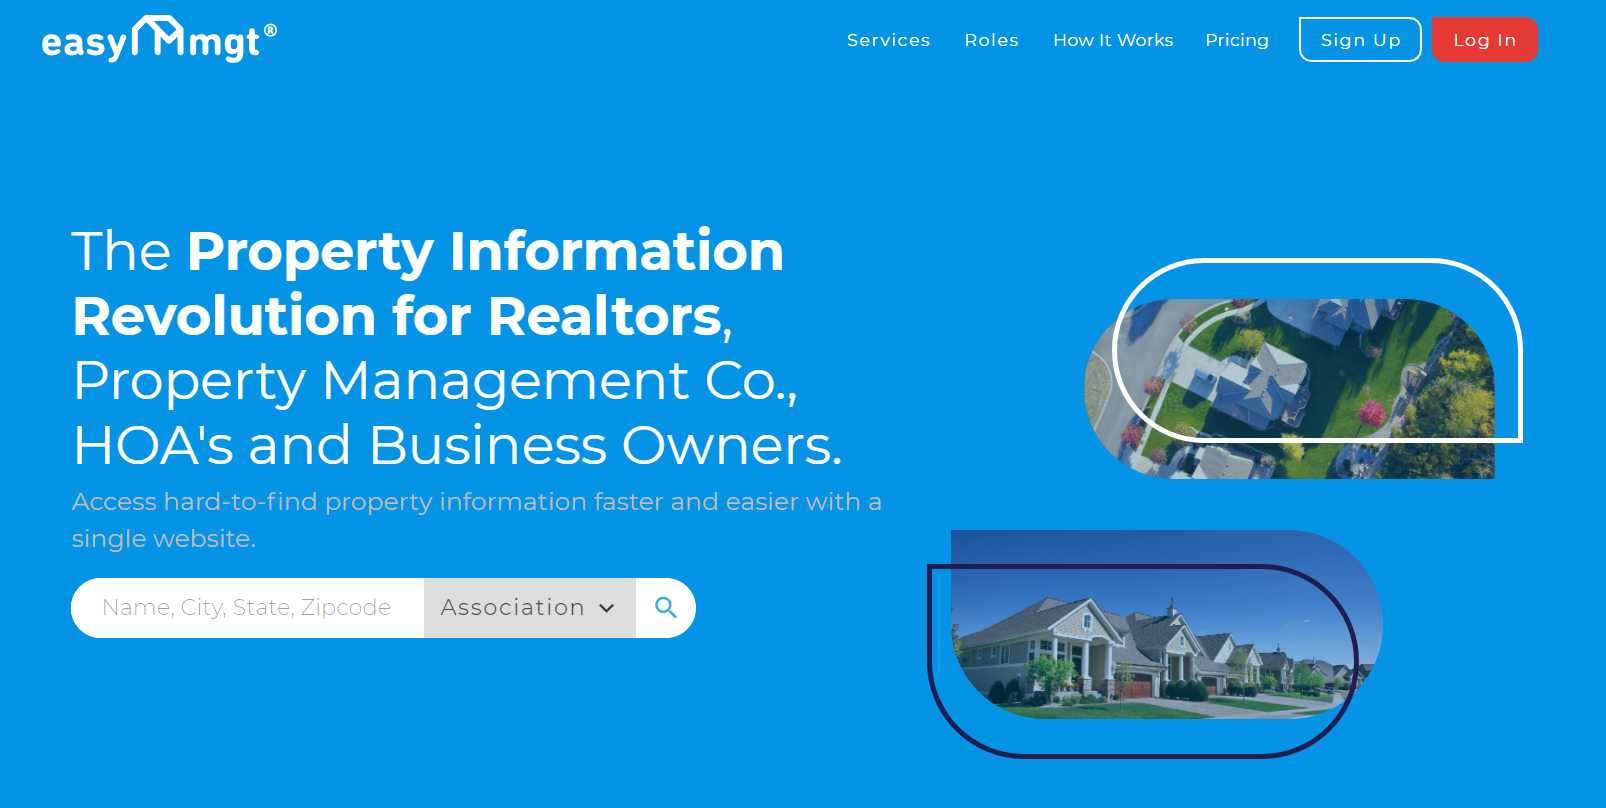 easy mgt ®
Services Roles How It Works Pricing Sign Up Log In
The Property Information
Revolution for Realtors,
Property Management Co.,
HOA's and Business Owners.
Access hard-to-find property information faster and easier with a
single website.
Name, City, State, Zipcode Association